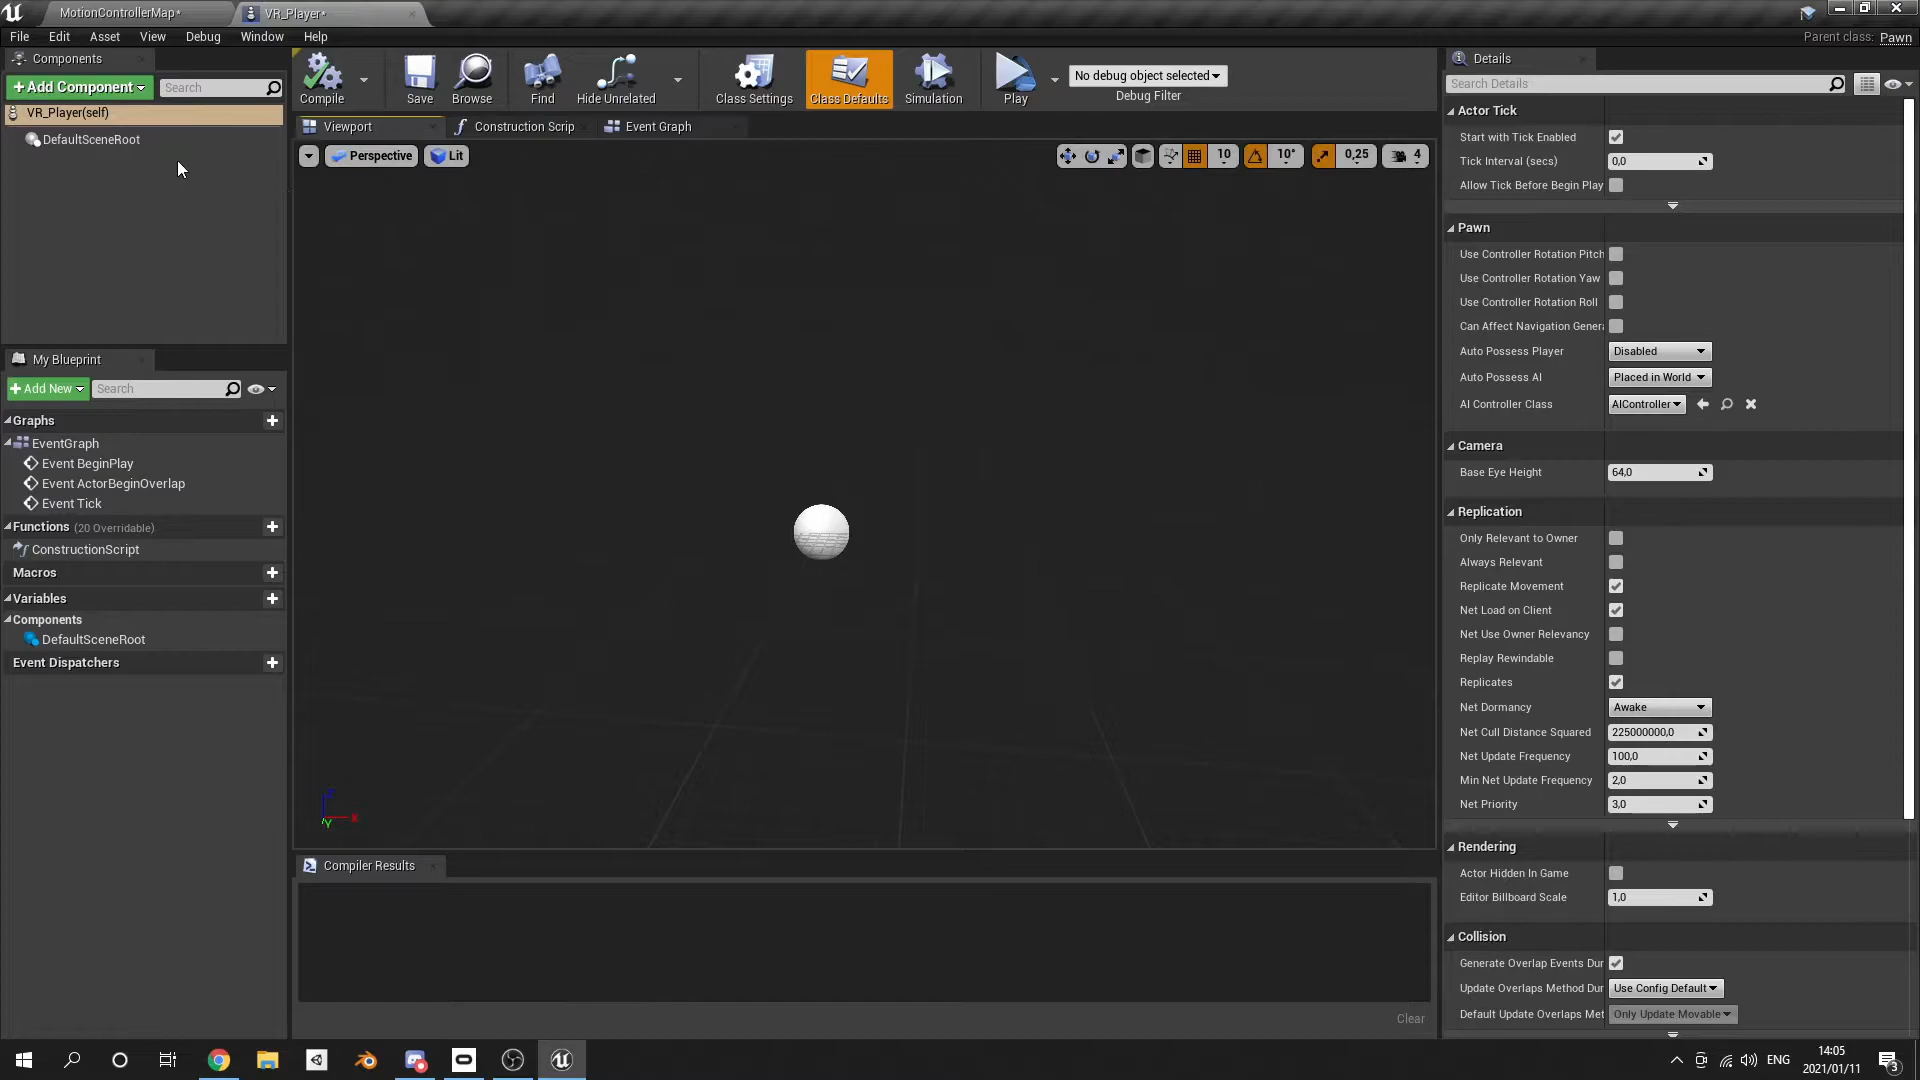 MotionControllerMap*
VR_Player*
File Edit Asset View Debug Window Help
Parent class: Pawn
Components
+Add Component
Search
VR_Player(self)
DefaultSceneRoot
My Blueprint
+Add New
Search
Graphs
EventGraph
Event BeginPlay
Event ActorBeginOverlap
Event Tick
Functions (20 Overridable)
ConstructionScript
Macros
Variables
Components
DefaultSceneRoot
Event Dispatchers
Compile
Save
Browse
Find
Hide Unrelated
Class Settings
Class Defaults
Simulation
Play
No debug object selected
Debug Filter
Viewport
Construction Scrip
Event Graph
Perspective
Lit
10
10°
0,25
4
Z
X
Y
Compiler Results
Clear
Details
Search Details
Actor Tick
Start with Tick Enabled
Tick Interval (secs) 0,0
Allow Tick Before Begin Play
Pawn
Use Controller Rotation Pitch
Use Controller Rotation Yaw
Use Controller Rotation Roll
Can Affect Navigation Genera
Auto Possess Player Disabled
Auto Possess AI Placed in World
AI Controller Class AIController
Camera
Base Eye Height 64,0
Replication
Only Relevant to Owner
Always Relevant
Replicate Movement
Net Load on Client
Net Use Owner Relevancy
Replay Rewindable
Replicates
Net Dormancy Awake
Net Cull Distance Squared 225000000,0
Net Update Frequency 100,0
Min Net Update Frequency 2,0
Net Priority 3,0
Rendering
Actor Hidden In Game
Editor Billboard Scale 1,0
Collision
Generate Overlap Events Dur
Update Overlaps Method Dur Use Config Default
Default Update Overlaps Met Only Update Movable
ENG
14:05
2021/01/11
3